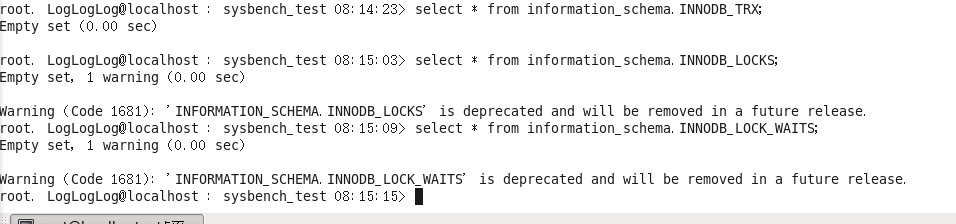 root. LogLogLog@localhost : sysbench_test 08:14:23> select * from information_schema.INNODB_TRX;
Empty set (0.00 sec)
root. LogLogLog@localhost : sysbench_test 08:15:03> select * from information_schema.INNODB_LOCKS;
Empty set, 1 warning (0.00 sec)
Warning (Code 1681): 'INFORMATION_SCHEMA.INNODB_LOCKS' is deprecated and will be removed in a future release.
root. LogLogLog@localhost : sysbench_test 08:15:09> select * from information_schema.INNODB_LOCK_WAITS;
Empty set, 1 warning (0.00 sec)
Warning (Code 1681): 'INFORMATION_SCHEMA.INNODB_LOCK_WAITS' is deprecated and will be removed in a future release.
root. LogLogLog@localhost : sysbench_test 08:15:15>